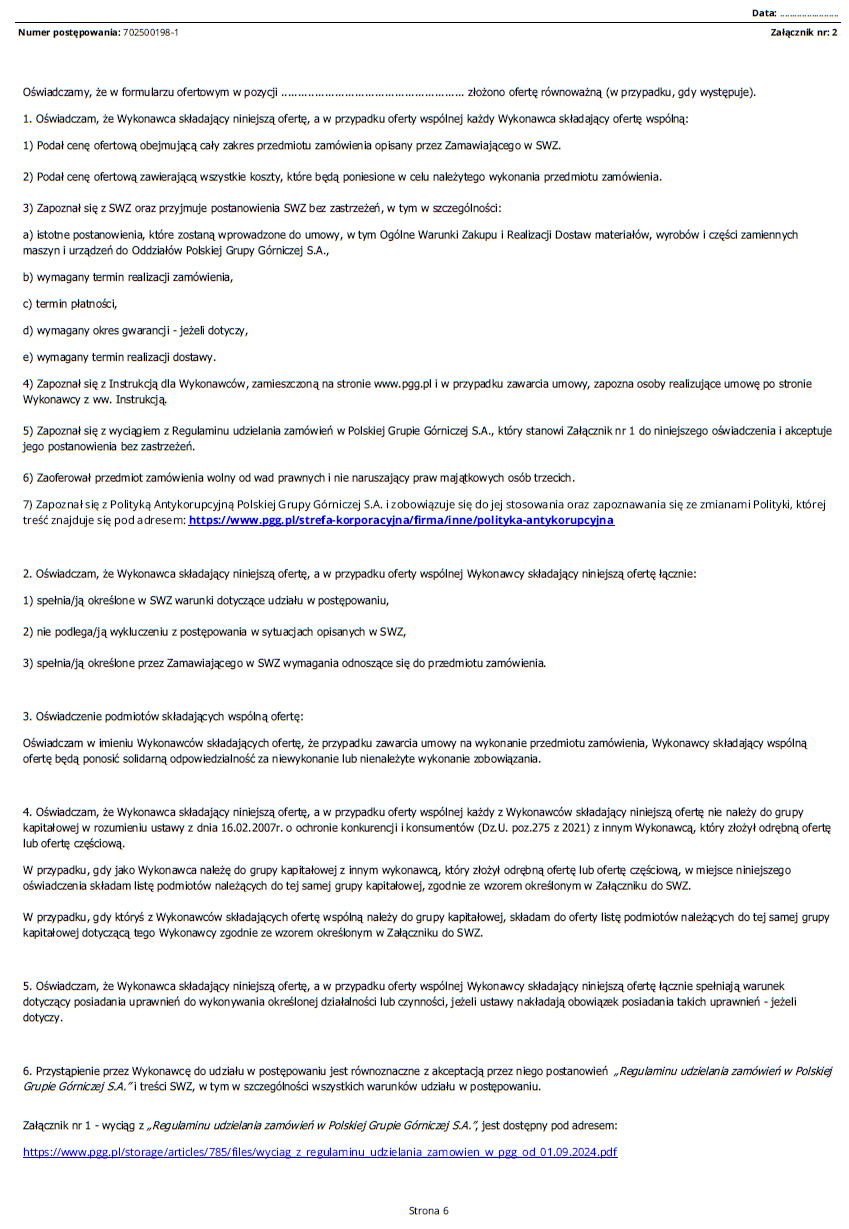 Data: ........................
Numer postępowania: 702500198-1
Załącznik nr: 2
Oświadczamy, że w formularzu ofertowym w pozycji ...................................................... złożono ofertę równoważną (w przypadku, gdy występuje).
1. Oświadczam, że Wykonawca składający niniejszą ofertę, a w przypadku oferty wspólnej każdy Wykonawca składający ofertę wspólną:
1) Podał cenę ofertową obejmującą cały zakres przedmiotu zamówienia opisany przez Zamawiającego w SWZ.
2) Podał cenę ofertową zawierającą wszystkie koszty, które będą poniesione w celu należytego wykonania przedmiotu zamówienia.
3) Zapoznał się z SWZ oraz przyjmuje postanowienia SWZ bez zastrzeżeń, w tym w szczególności:
a) istotne postanowienia, które zostaną wprowadzone do umowy, w tym Ogólne Warunki Zakupu i Realizacji Dostaw materiałów, wyrobów i części zamiennych
maszyn i urządzeń do Oddziałów Polskiej Grupy Górniczej S.A.,
b) wymagany termin realizacji zamówienia,
c) termin płatności,
d) wymagany okres gwarancji - jeżeli dotyczy,
e) wymagany termin realizacji dostawy.
4) Zapoznał się z Instrukcją dla Wykonawców, zamieszczoną na stronie www.pgg.pl i w przypadku zawarcia umowy, zapozna osoby realizujące umowę po stronie
Wykonawcy z ww. Instrukcją.
5) Zapoznał się z wyciągiem z Regulaminu udzielania zamówień w Polskiej Grupie Górniczej S.A., który stanowi Załącznik nr 1 do niniejszego oświadczenia i akceptuje
jego postanowienia bez zastrzeżeń.
6) Zaoferował przedmiot zamówienia wolny od wad prawnych i nie naruszający praw majątkowych osób trzecich.
7) Zapoznał się z Polityką Antykorupcyjną Polskiej Grupy Górniczej S.A. i zobowiązuje się do jej stosowania oraz zapoznawania się ze zmianami Polityki, której
treść znajduje się pod adresem: https://www.pgg.pl/strefa-korporacyjna/firma/inne/polityka-antykorupcyjna
2. Oświadczam, że Wykonawca składający niniejszą ofertę, a w przypadku oferty wspólnej Wykonawcy składający niniejszą ofertę łącznie:
1) spełnia/ją określone w SWZ warunki dotyczące udziału w postępowaniu,
2) nie podlega/ją wykluczeniu z postępowania w sytuacjach opisanych w SWZ,
3) spełnia/ją określone przez Zamawiającego w SWZ wymagania odnoszące się do przedmiotu zamówienia.
3. Oświadczenie podmiotów składających wspólną ofertę:
Oświadczam w imieniu Wykonawców składających ofertę, że przypadku zawarcia umowy na wykonanie przedmiotu zamówienia, Wykonawcy składający wspólną
ofertę będą ponosić solidarną odpowiedzialność za niewykonanie lub nienależyte wykonanie zobowiązania.
4. Oświadczam, że Wykonawca składający niniejszą ofertę, a w przypadku oferty wspólnej każdy z Wykonawców składający niniejszą ofertę nie należy do grupy
kapitałowej w rozumieniu ustawy z dnia 16.02.2007r. o ochronie konkurencji i konsumentów (Dz.U. poz.275 z 2021) z innym Wykonawcą, który złożył odrębną ofertę
lub ofertę częściową.
W przypadku, gdy jako Wykonawca należę do grupy kapitałowej z innym wykonawcą, który złożył odrębną ofertę lub ofertę częściową, w miejsce niniejszego
oświadczenia składam listę podmiotów należących do tej samej grupy kapitałowej, zgodnie ze wzorem określonym w Załączniku do SWZ.
W przypadku, gdy któryś z Wykonawców składających ofertę wspólną należy do grupy kapitałowej, składam do oferty listę podmiotów należących do tej samej grupy
kapitałowej dotyczącą tego Wykonawcy zgodnie ze wzorem określonym w Załączniku do SWZ.
5. Oświadczam, że Wykonawca składający niniejszą ofertę, a w przypadku oferty wspólnej Wykonawcy składający niniejszą ofertę łącznie spełniają warunek
dotyczący posiadania uprawnień do wykonywania określonej działalności lub czynności, jeżeli ustawy nakładają obowiązek posiadania takich uprawnień - jeżeli
dotyczy.
6. Przystąpienie przez Wykonawcę do udziału w postępowaniu jest równoznaczne z akceptacją przez niego postanowień „Regulaminu udzielania zamówień w Polskiej
Grupie Górniczej S.A.” i treści SWZ, w tym w szczególności wszystkich warunków udziału w postępowaniu.
Załącznik nr 1 - wyciąg z „Regulaminu udzielania zamówień w Polskiej Grupie Górniczej S.A.”, jest dostępny pod adresem:
https://www.pgg.pl/storage/articles/785/files/wyciag_z_regulaminu_udzielania_zamowien_w_pgg_od_01.09.2024.pdf
Strona 6